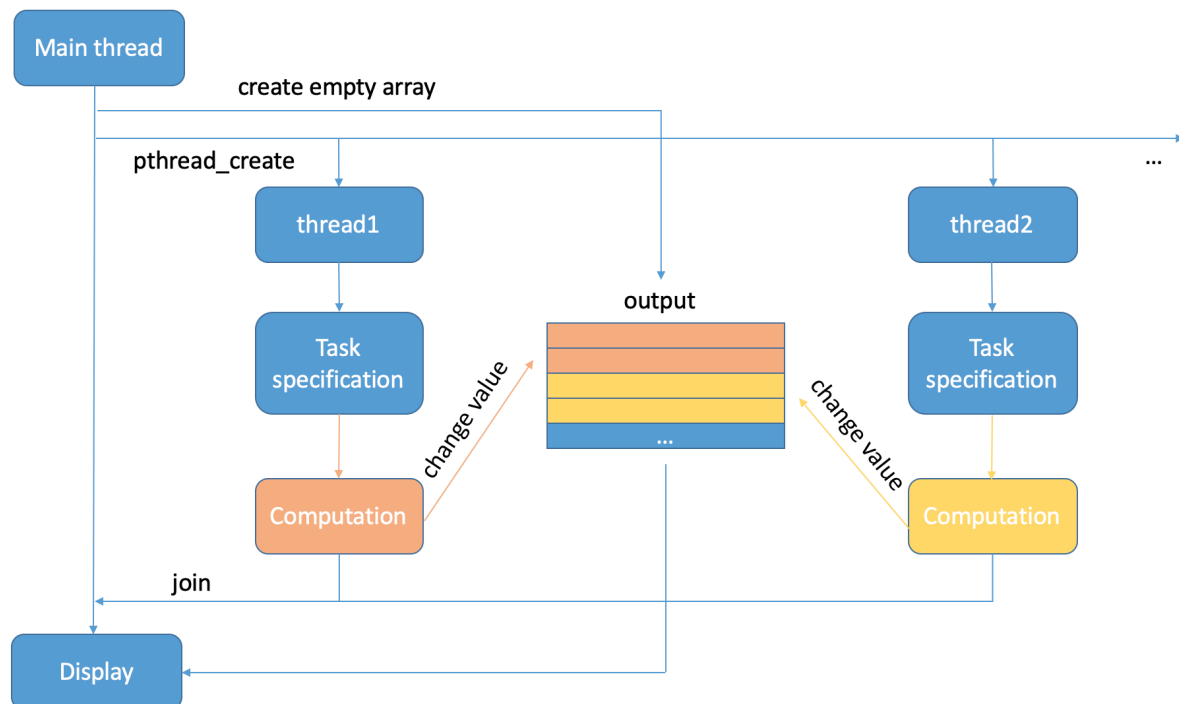 Main thread
create empty array
pthread_create
...
thread1
thread2
output
Task
specification
Task
specification
change value
change value
...
Computation
Computation
join
Display